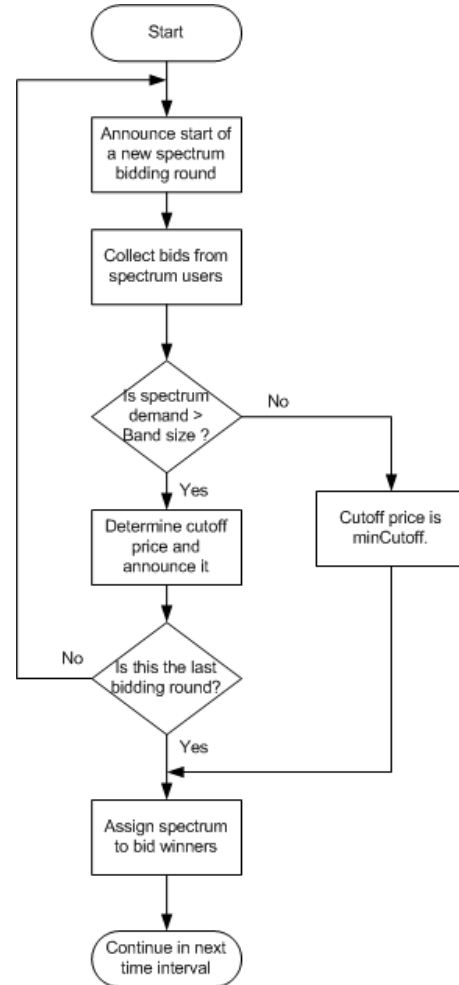 Start
Announce start of
a new spectrum
bidding round
Collect bids from
spectrum users
Is spectrum
demand >
Band size ?
No
Yes
Determine cutoff
price and
announce it
Cutoff price is
minCutoff.
No
Is this the last
bidding round?
Yes
Assign spectrum
to bid winners
Continue in next
time interval